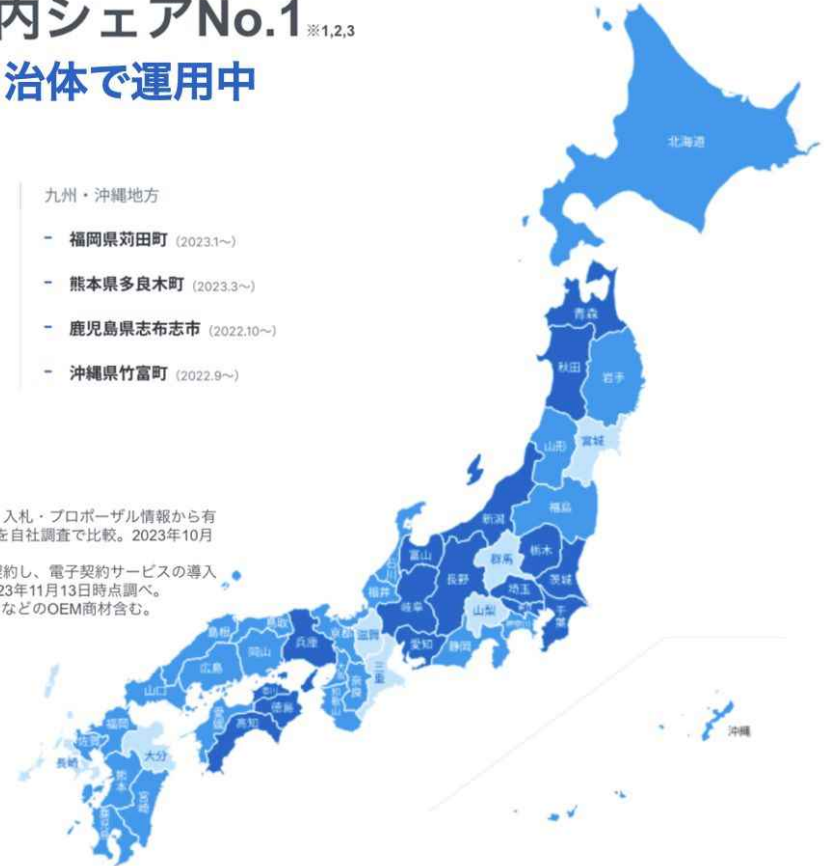 内シェアNo.1 ※1,2,3
治体で運用中
九州・沖縄地方
- 福岡県苅田町 (2023.1〜)
- 熊本県多良木町 (2023.3〜)
- 鹿児島県志布志市 (2022.10〜)
- 沖縄県竹富町 (2022.9〜)
入札・プロポーザル情報から有
を自社調査で比較。2023年10月
契約し、電子契約サービスの導入
23年11月13日時点調べ。
などのOEM商材含む。
北海道
青森
秋田
岩手
山形
宮城
福島
新潟
富山
石川
福井
長野
群馬
栃木
茨城
埼玉
千葉
山梨
岐阜
愛知
静岡
滋賀
三重
京都
奈良
和歌山
兵庫
鳥取
島根
岡山
広島
山口
香川
徳島
愛媛
高知
福岡
佐賀
長崎
大分
熊本
宮崎
鹿児島
沖縄